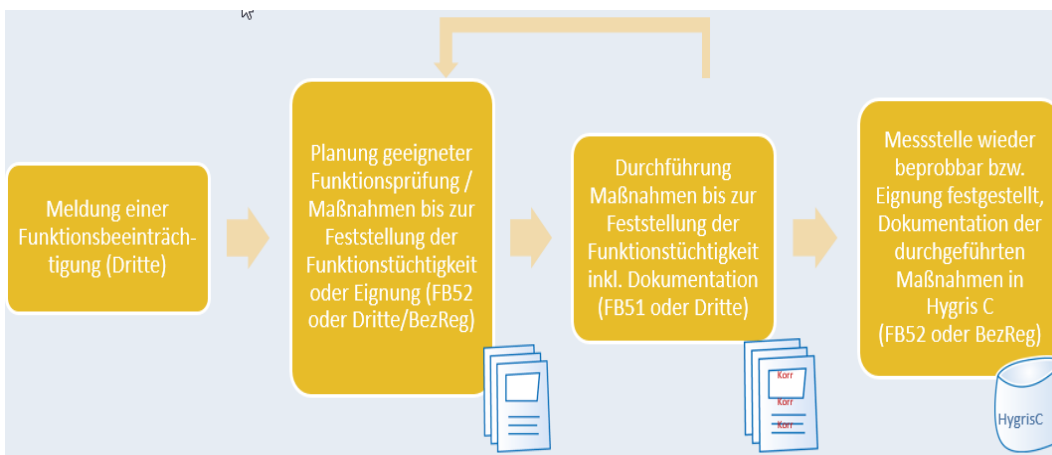 Meldung einer
Funktionsbeeinträch-
tigung (Dritte)
Planung geeigneter
Funktionsprüfung /
Maßnahmen bis zur
Feststellung der
Funktionstüchtigkeit
oder Eignung (FB52
oder Dritte/BezReg)
Durchführung
Maßnahmen bis zur
Feststellung der
Funktionstüchtigkeit
inkl. Dokumentation
(FB51 oder Dritte)
Korr
Korr
Korr
Messstelle wieder
beprobbar bzw.
Eignung festgestellt,
Dokumentation der
durchgeführten
Maßnahmen in
Hygris C
(FB52 oder BezReg)
HygrisC